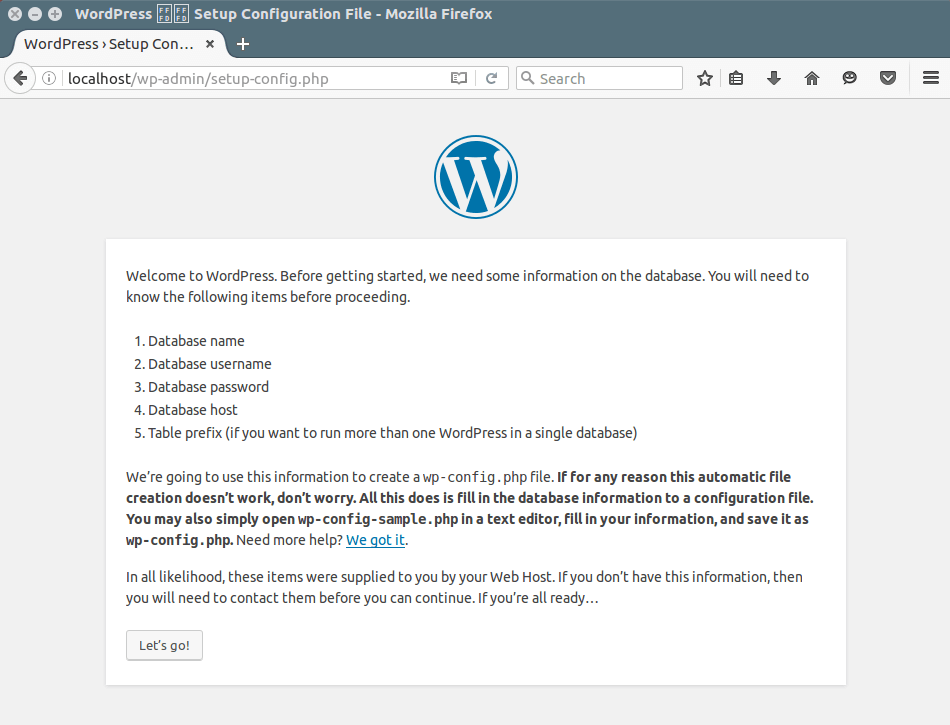 WordPress Setup Configuration File - Mozilla Firefox
WordPress › Setup Con...
localhost/wp-admin/setup-config.php
Search
W
Welcome to WordPress. Before getting started, we need some information on the database. You will need to
know the following items before proceeding.
1. Database name
2. Database username
3. Database password
4. Database host
5. Table prefix (if you want to run more than one WordPress in a single database)
We’re going to use this information to create a wp-config.php file. If for any reason this automatic file
creation doesn’t work, don’t worry. All this does is fill in the database information to a configuration file.
You may also simply open wp-config-sample.php in a text editor, fill in your information, and save it as
wp-config.php. Need more help? We got it.
In all likelihood, these items were supplied to you by your Web Host. If you don’t have this information, then
you will need to contact them before you can continue. If you’re all ready…
Let’s go!